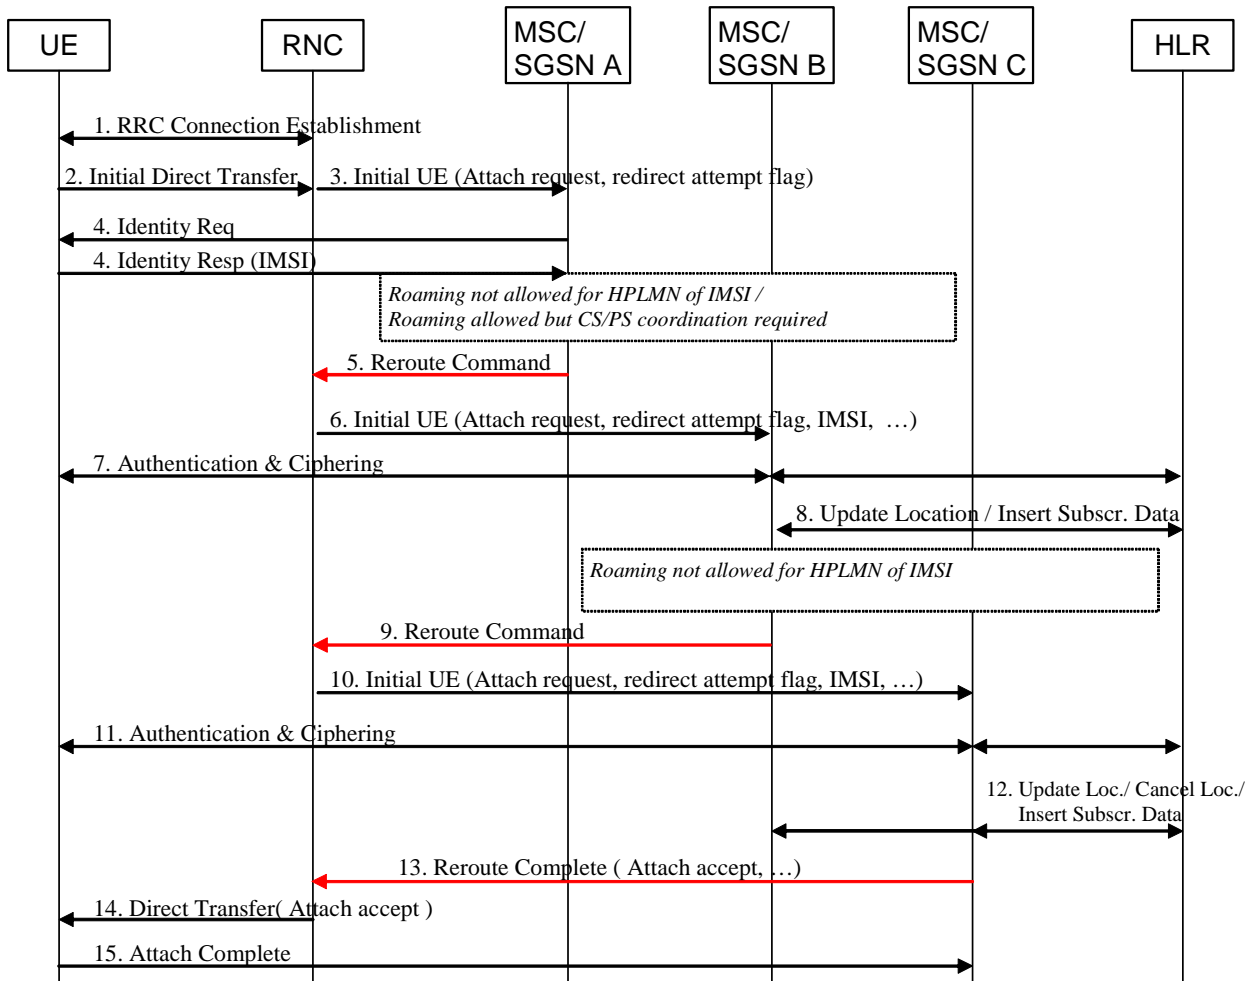 UE
RNC
MSC/
SGSN A
MSC/
SGSN B
MSC/
SGSN C
HLR
1. RRC Connection Establishment
2. Initial Direct Transfer
3. Initial UE (Attach request, redirect attempt flag)
4. Identity Req
4. Identity Resp (IMSI)
Roaming not allowed for HPLMN of IMSI /
Roaming allowed but CS/PS coordination required
5. Reroute Command
6. Initial UE (Attach request, redirect attempt flag, IMSI, …)
7. Authentication & Ciphering
8. Update Location / Insert Subscr. Data
Roaming not allowed for HPLMN of IMSI
9. Reroute Command
10. Initial UE (Attach request, redirect attempt flag, IMSI, …)
11. Authentication & Ciphering
12. Update Loc./ Cancel Loc./
Insert Subscr. Data
13. Reroute Complete ( Attach accept, …)
14. Direct Transfer( Attach accept )
15. Attach Complete